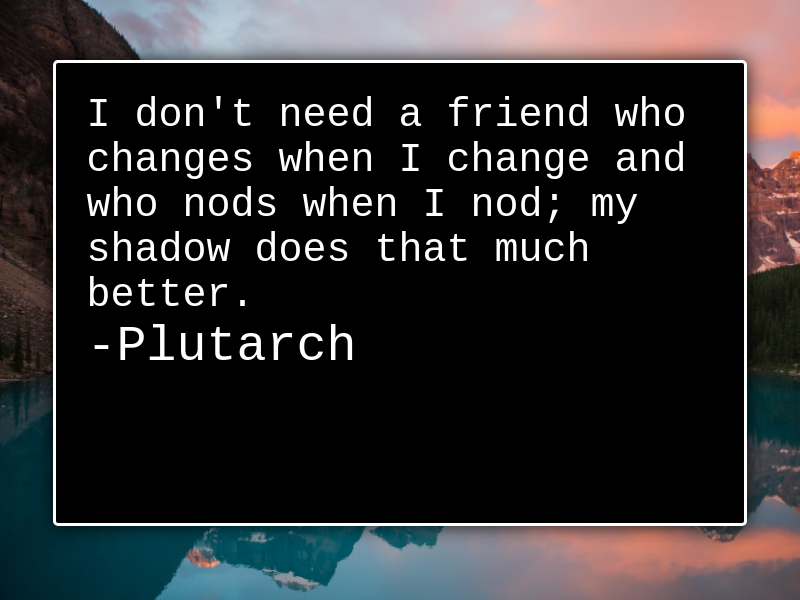 I don't need a friend who
changes when I change and
who nods when I nod; my
shadow does that much
better.
-Plutarch